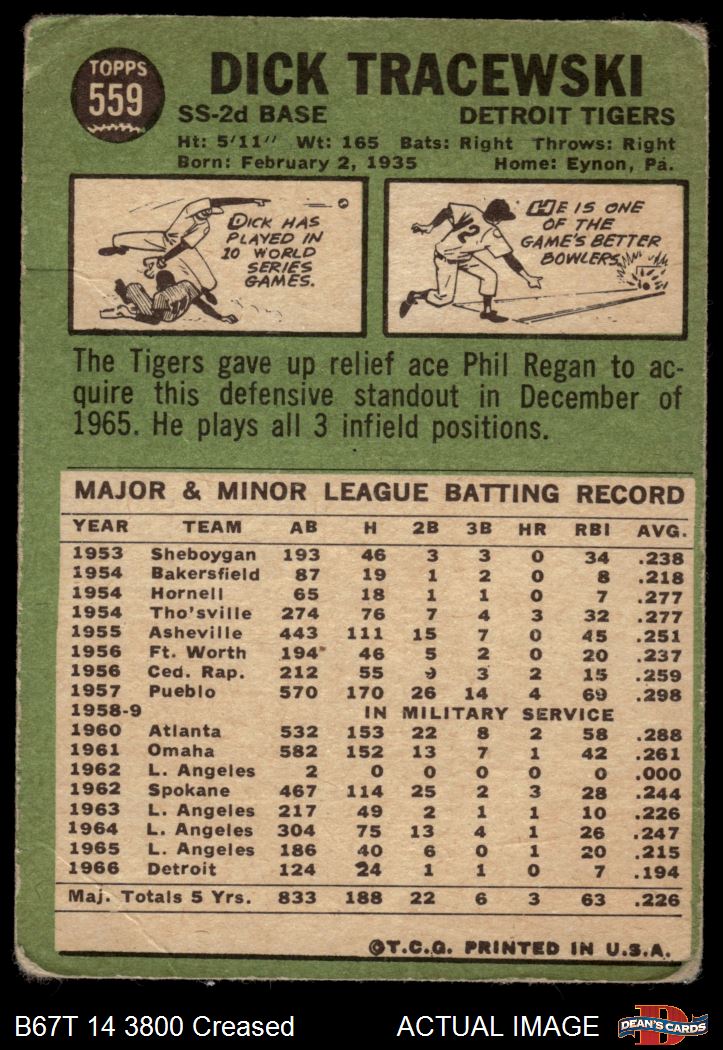 TOPPS
559
DICK TRACEWSKI
SS-2d BASE DETROIT TIGERS
Ht: 5'11" Wt: 165 Bats: Right Throws: Right
Born: February 2, 1935 Home: Eynon, Pa.
DICK HAS
PLAYED IN
10 WORLD
SERIES
GAMES.
HE IS ONE
OF THE
GAME'S BETTER
BOWLERS.
2
The Tigers gave up relief ace Phil Regan to ac-
quire this defensive standout in December of
1965. He plays all 3 infield positions.
MAJOR & MINOR LEAGUE BATTING RECORD
YEAR TEAM AB H 2B 3B HR RBI AVG.
1953 Sheboygan 193 46 3 3 0 34 .238
1954 Bakersfield 87 19 1 2 0 8 .218
1954 Hornell 65 18 1 1 0 7 .277
1954 Tho'sville 274 76 7 4 3 32 .277
1955 Asheville 443 111 15 7 0 45 .251
1956 Ft. Worth 194 46 5 2 0 20 .237
1956 Ced. Rap. 212 55 9 3 2 15 .259
1957 Pueblo 570 170 26 14 4 69 .298
1958-9 IN MILITARY SERVICE
1960 Atlanta 532 153 22 8 2 58 .288
1961 Omaha 582 152 13 7 1 42 .261
1962 L. Angeles 2 0 0 0 0 0 .000
1962 Spokane 467 114 25 2 3 28 .244
1963 L. Angeles 217 49 2 1 1 10 .226
1964 L. Angeles 304 75 13 4 1 26 .247
1965 L. Angeles 186 40 6 0 1 20 .215
1966 Detroit 124 24 1 1 0 7 .194
Maj. Totals 5 Yrs. 833 188 22 6 3 63 .226
©T.C.G. PRINTED IN U.S.A.
B67T 14 3800 Creased ACTUAL IMAGE
D
DEAN'S CARDS